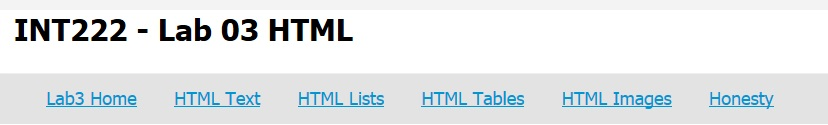 INT222 - Lab 03 HTML
Lab3 Home HTML Text HTML Lists HTML Tables HTML Images Honesty